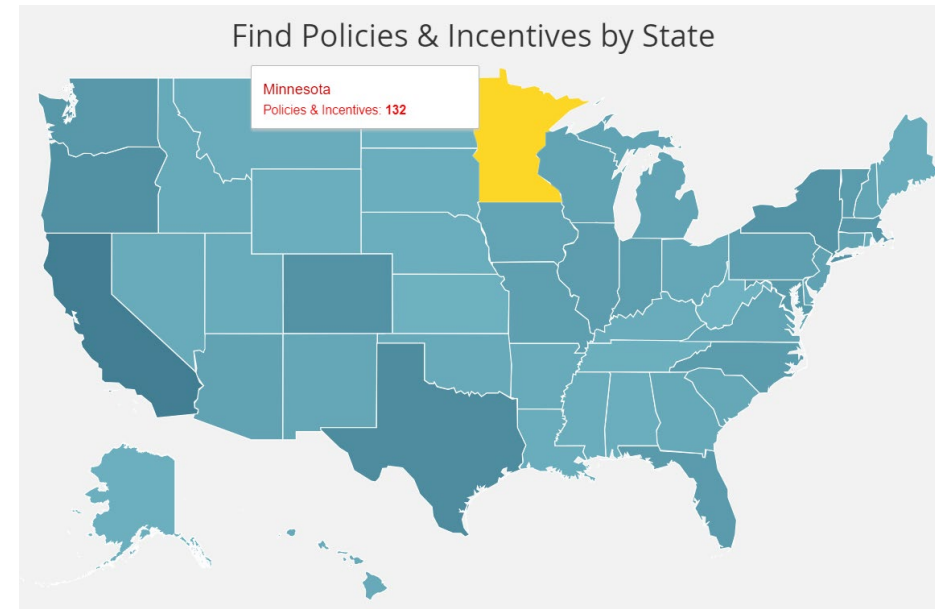 Find Policies & Incentives by State
Minnesota
Policies & Incentives: 132